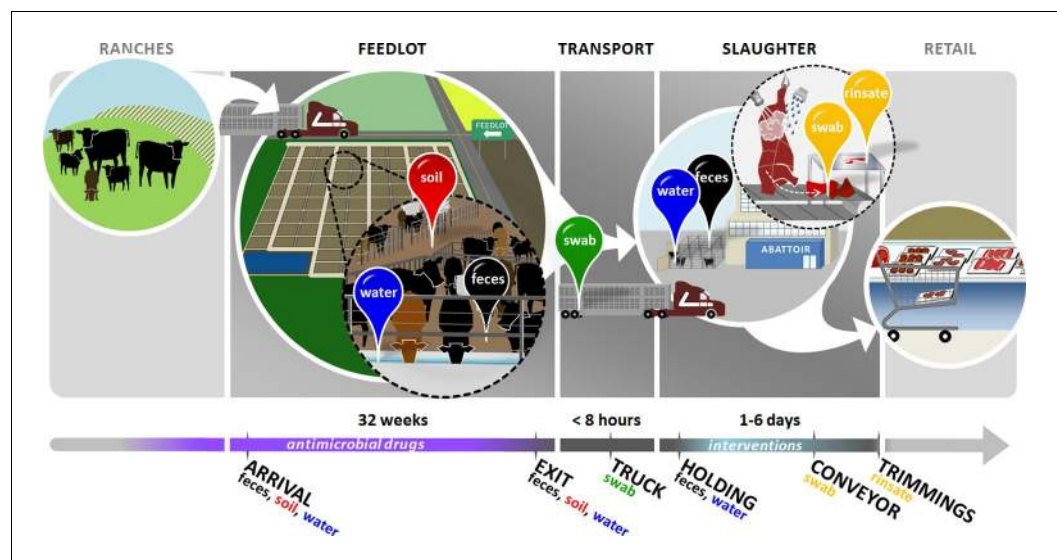 RANCHES
FEEDLOT
TRANSPORT
SLAUGHTER
RETAIL
rinsate
swab
FEEDLOT
soil
water
feces
swab
water
feces
ABATTOIR
32 weeks
< 8 hours
1-6 days
antimicrobial drugs
interventions
ARRIVAL
feces, soil, water
EXIT
feces, soil, water
TRUCK
swab
HOLDING
feces, water
CONVEYOR
swab
TRIMMINGS
rinsate